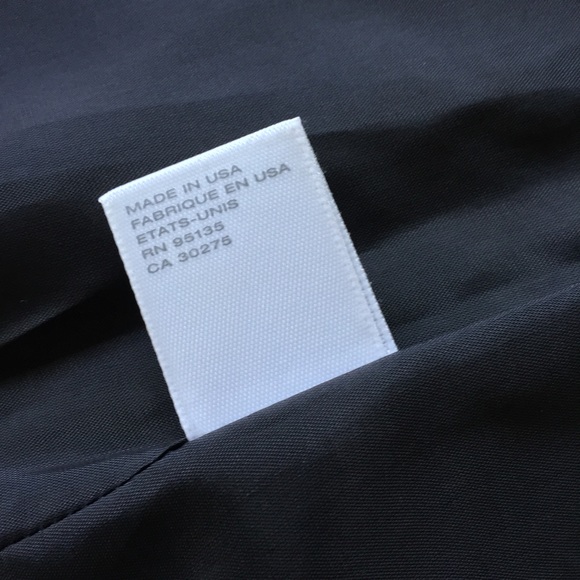 MADE IN USA
FABRIQUE EN USA
ETATS-UNIS
RN 95135
CA 30275